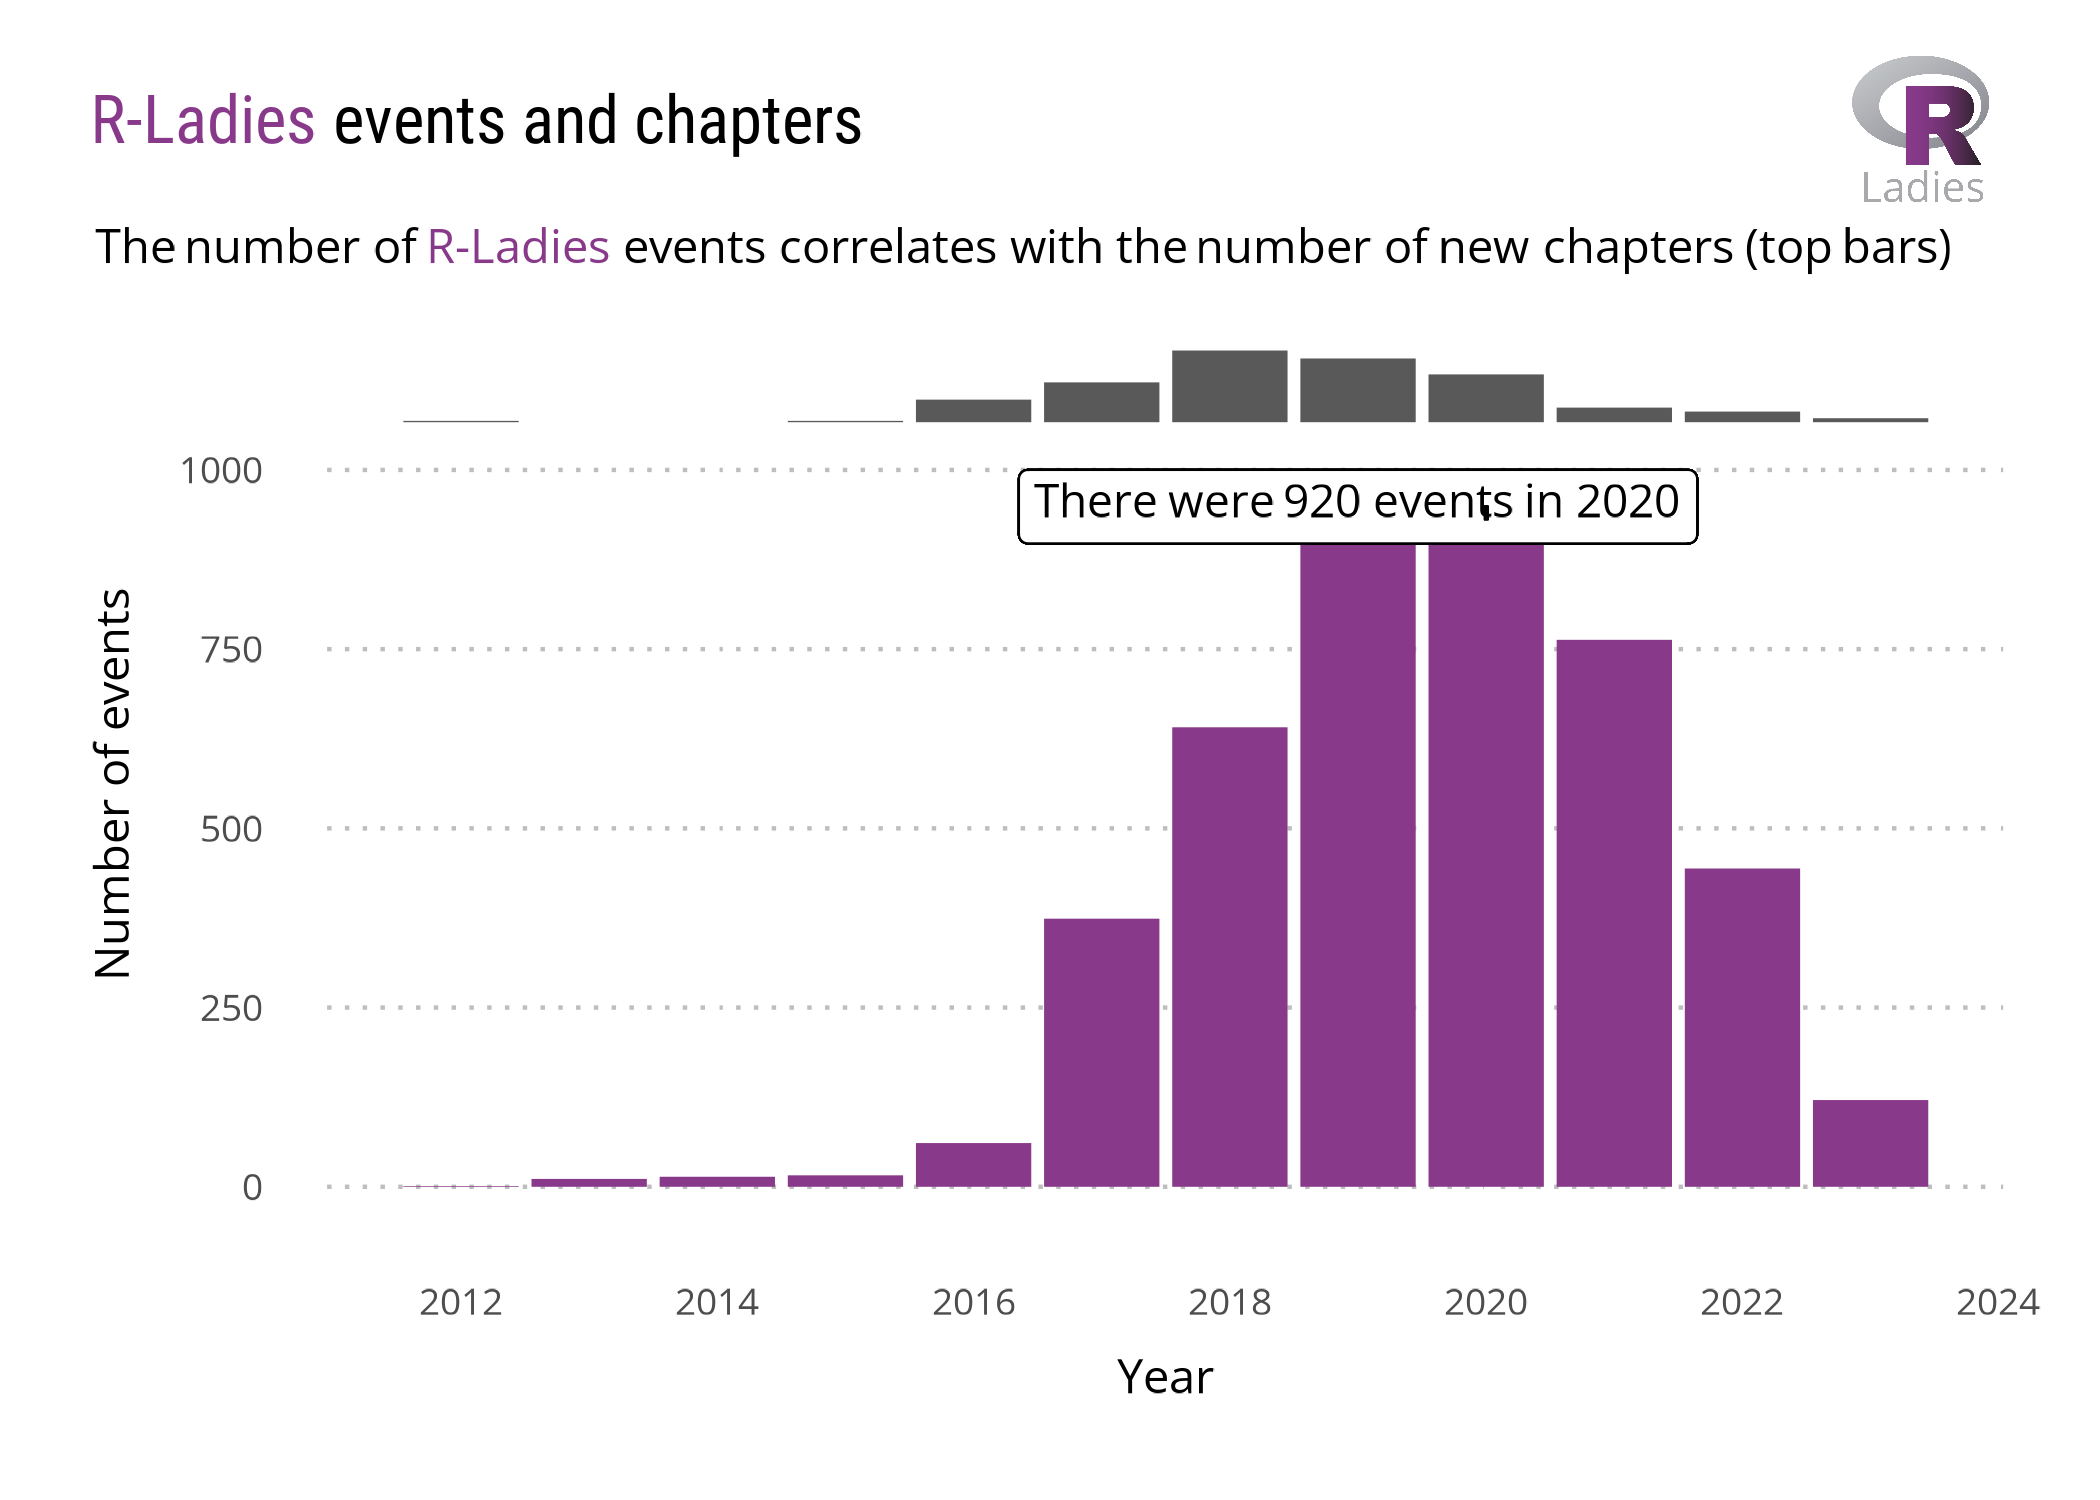 R-Ladies events and chapters
R
Ladies
The number of R-Ladies events correlates with the number of new chapters (top bars)
1000
There were 920 events in 2020
750
500
250
0
Number of events
2012 2014 2016 2018 2020 2022 2024
Year